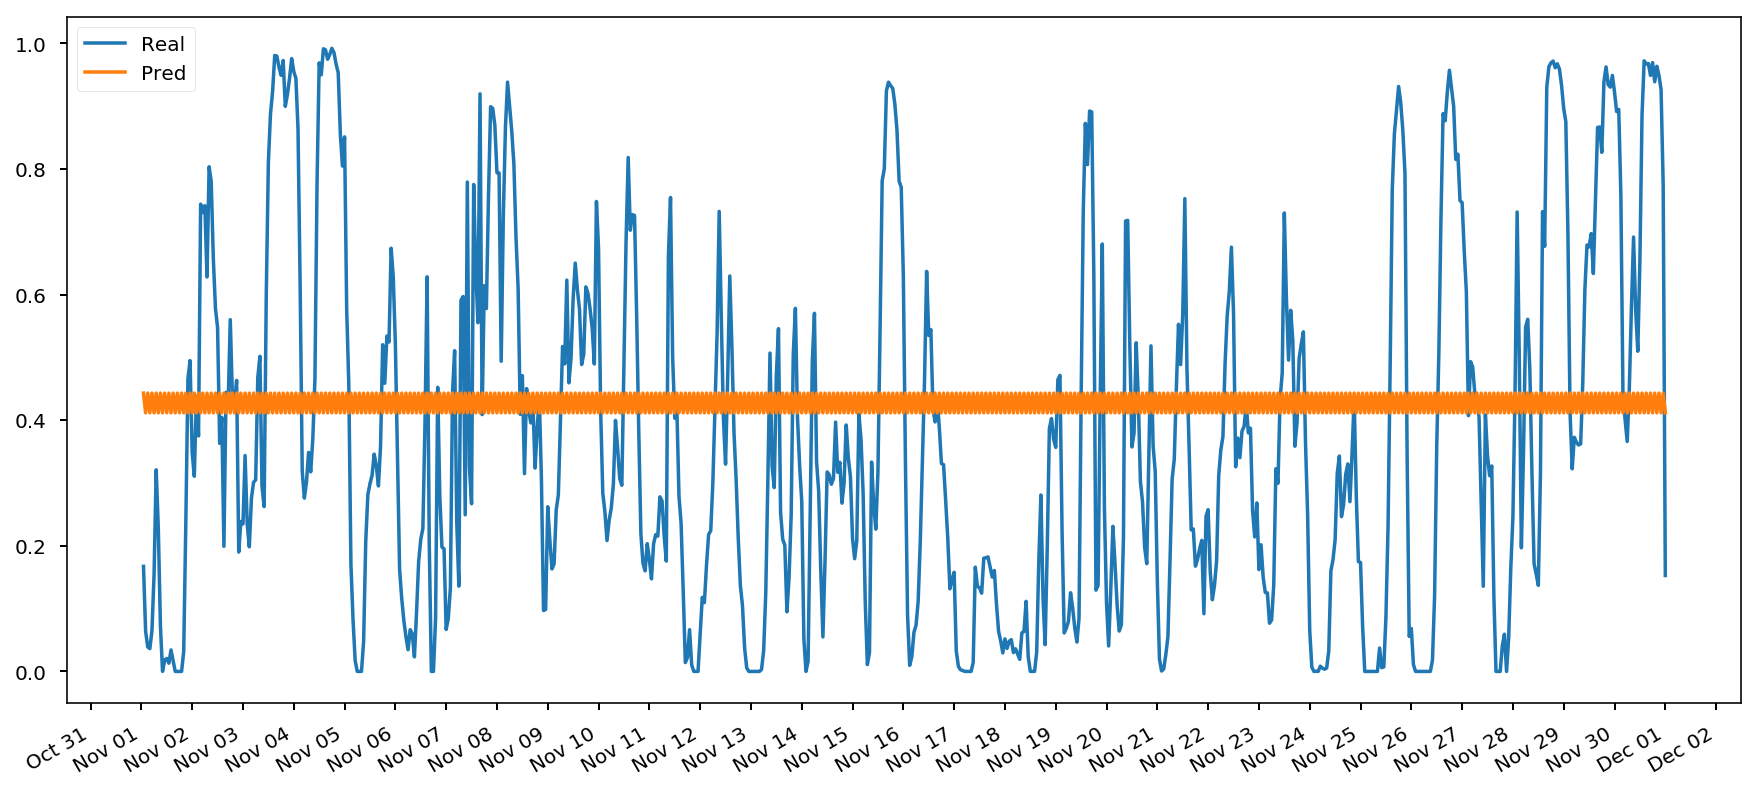 Real
Pred
1.0
0.8
0.6
0.4
0.2
0.0
Oct 31
Nov 01
Nov 02
Nov 03
Nov 04
Nov 05
Nov 06
Nov 07
Nov 08
Nov 09
Nov 10
Nov 11
Nov 12
Nov 13
Nov 14
Nov 15
Nov 16
Nov 17
Nov 18
Nov 19
Nov 20
Nov 21
Nov 22
Nov 23
Nov 24
Nov 25
Nov 26
Nov 27
Nov 28
Nov 29
Nov 30
Dec 01
Dec 02